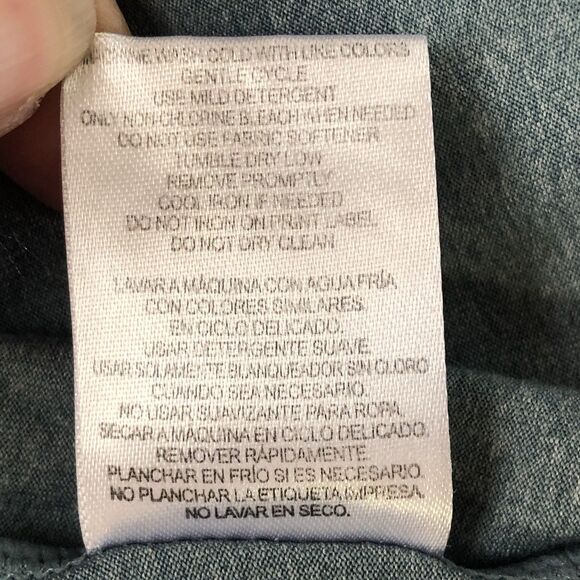 MACHINE WASH COLD WITH LIKE COLORS
GENTLE CYCLE
USE MILD DETERGENT
ONLY NON-CHLORINE BLEACH WHEN NEEDED
DO NOT USE FABRIC SOFTENER
TUMBLE DRY LOW
REMOVE PROMPTLY
COOL IRON IF NEEDED
DO NOT IRON ON PRINT LABEL
DO NOT DRY CLEAN
LAVAR A MÁQUINA CON AGUA FRÍA
CON COLORES SIMILARES.
EN CICLO DELICADO.
USAR DETERGENTE SUAVE.
USAR SOLAMENTE BLANQUEADOR SIN CLORO
CUANDO SEA NECESARIO.
NO USAR SUAVIZANTE PARA ROPA.
SECAR A MAQUINA EN CICLO DELICADO.
REMOVER RÁPIDAMENTE.
PLANCHAR EN FRÍO SI ES NECESARIO.
NO PLANCHAR LA ETIQUETA IMPRESA.
NO LAVAR EN SECO.